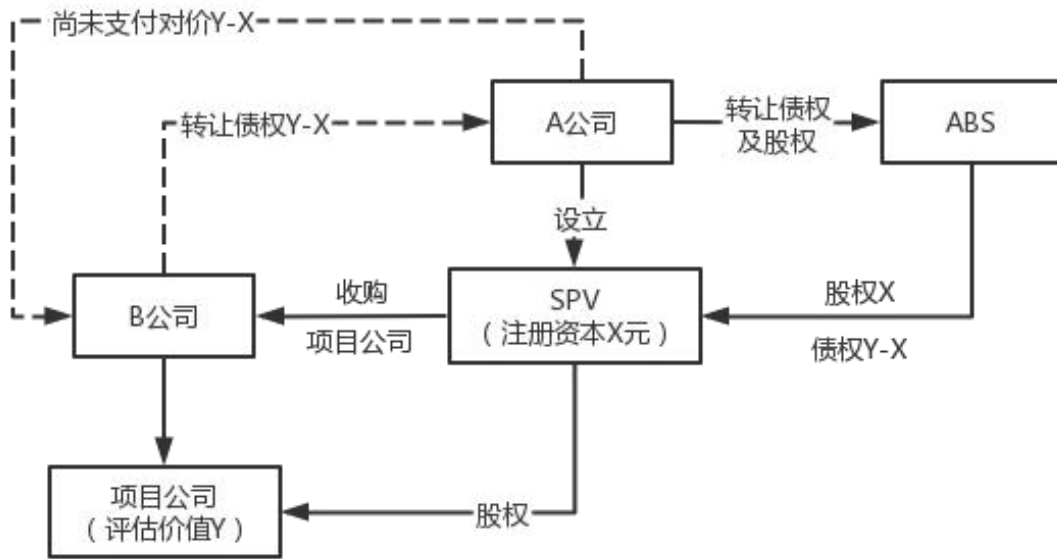 尚未支付对价Y-X
转让债权Y-X
A公司
转让债权
及股权
ABS
设立
B公司
收购
项目公司
SPV
（注册资本X元）
股权X
债权Y-X
项目公司
（评估价值Y）
股权